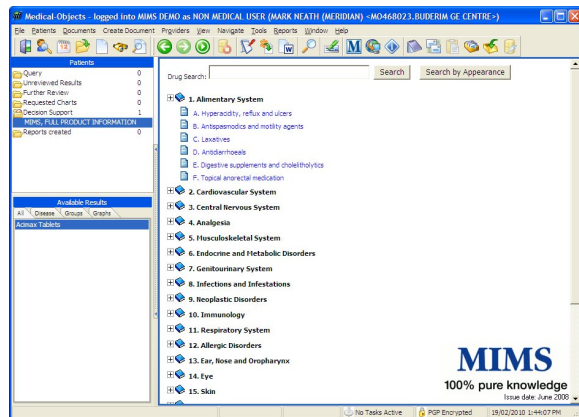 Medical-Objects - logged into MIMS DEMO as NON MEDICAL USER (MARK NEATH (MERIDIAN) <MO468023.BUDERIM GE CENTRE>)
File Patients Documents Create Document Providers View Navigate Tools Reports Window Help
Patients
Query 0
Unreviewed Results 0
Further Review 0
Requested Charts 0
Decision Support 1
MIMS, FULL PRODUCT INFORMATION
Reports created 0
Available Results
All Disease Groups Graphs
Acimax Tablets
Drug Search: Search Search by Appearance
1. Alimentary System
A. Hyperacidity, reflux and ulcers
B. Antispasmodics and motility agents
C. Laxatives
D. Antidiarrhoeals
E. Digestive supplements and cholelitholytics
F. Topical anorectal medication
2. Cardiovascular System
3. Central Nervous System
4. Analgesia
5. Musculoskeletal System
6. Endocrine and Metabolic Disorders
7. Genitourinary System
8. Infections and Infestations
9. Neoplastic Disorders
10. Immunology
11. Respiratory System
12. Allergic Disorders
13. Ear, Nose and Oropharynx
14. Eye
15. Skin
MIMS
100% pure knowledge
Issue date: June 2008
No Tasks Active PGP Encrypted 19/02/2010 1:44:07 PM